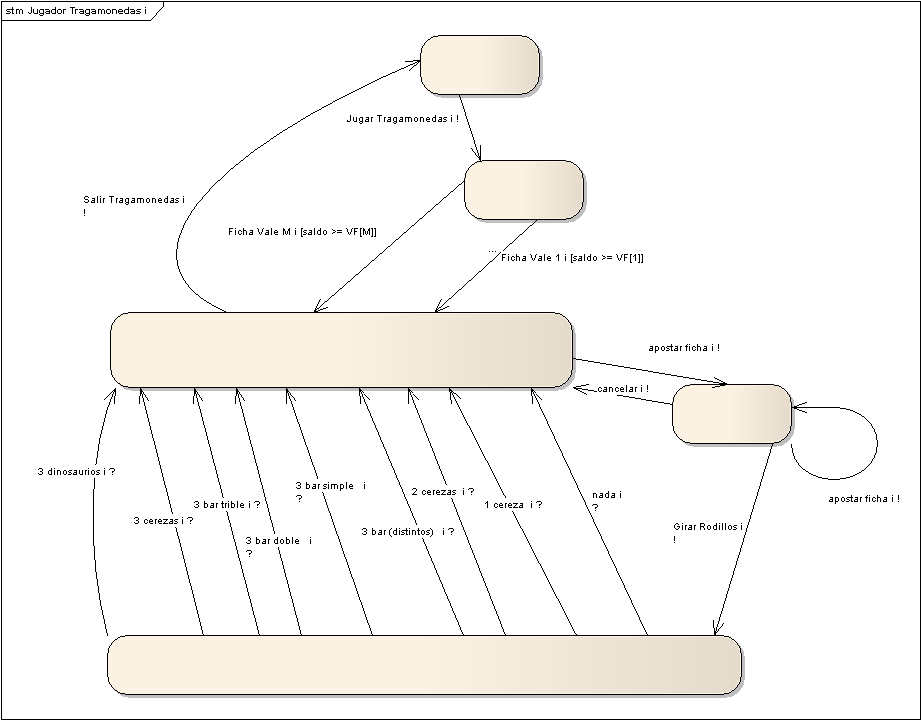 stm Jugador Tragamonedas i
Jugar Tragamonedas i !
Salir Tragamonedas i
!
Ficha Vale M i [saldo >= VF[M]]
...
Ficha Vale 1 i [saldo >= VF[1]]
apostar ficha i !
cancelar i !
apostar ficha i !
3 dinosaurios i ?
3 cerezas i ?
3 bar trible i ?
3 bar doble i
?
3 bar simple i
?
3 bar (distintos) i ?
2 cerezas i ?
1 cereza i ?
nada i
?
Girar Rodillos i
!